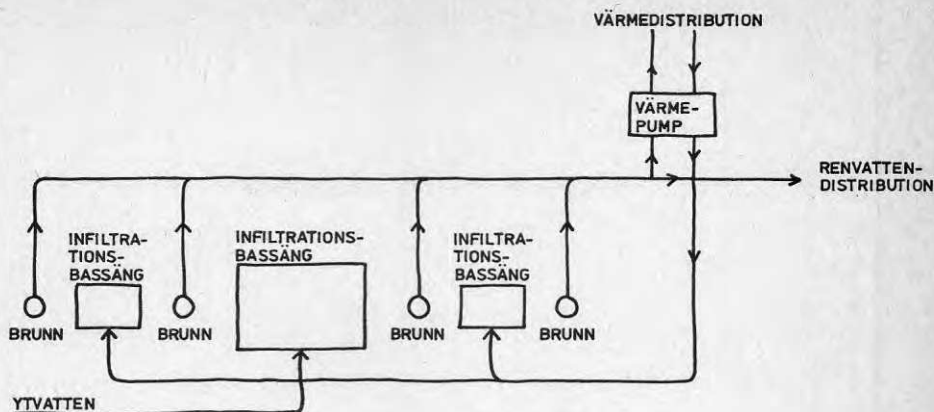 VÄRMEDISTRIBUTION
VÄRME-
PUMP
RENVATTEN-
DISTRIBUTION
INFILTRA-
TIONS-
BASSÄNG
INFILTRATIONS-
BASSÄNG
INFILTRA-
TIONS-
BASSÄNG
BRUNN
BRUNN
BRUNN
BRUNN
YTVATTEN